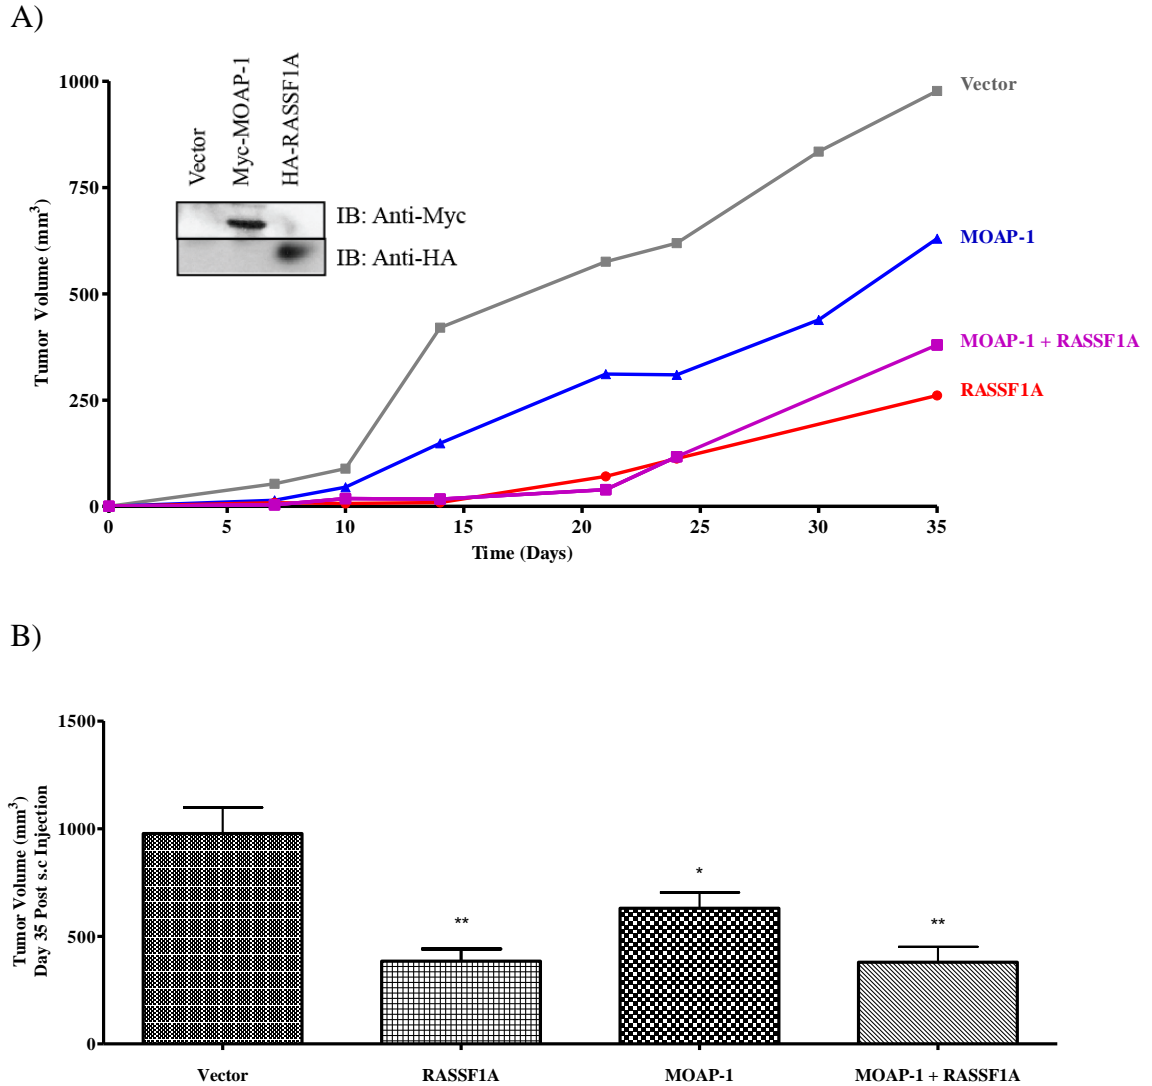 A)
Vector
Myc-MOAP-1
HA-RASSF1A
IB: Anti-Myc
IB: Anti-HA
Tumor Volume (mm³)
1000
750
500
250
0
0 5 10 15 20 25 30 35
Time (Days)
Vector
MOAP-1
MOAP-1 + RASSF1A
RASSF1A
B)
Tumor Volume (mm³)
Day 35 Post s.c Injection
1500
1000
500
0
**
*
**
Vector RASSF1A MOAP-1 MOAP-1 + RASSF1A